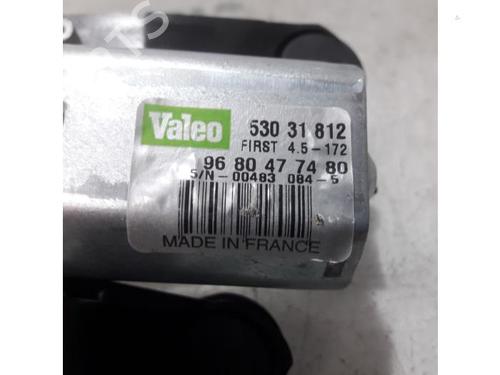 Valeo 530 31 812
FIRST 4.5-172
96 80 47 74 80
S/N-00483 084-5
MADE IN FRANCE